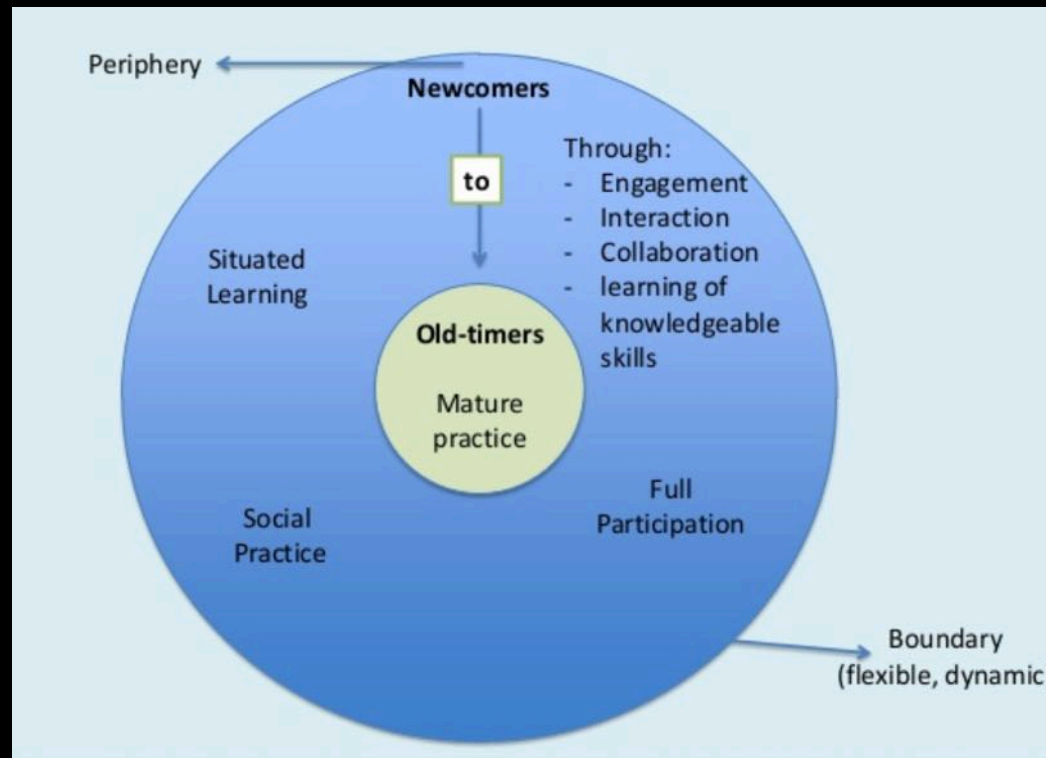 Periphery
Newcomers
to
Through:
- Engagement
- Interaction
- Collaboration
- learning of
knowledgeable
skills
Situated
Learning
Old-timers
Mature
practice
Social
Practice
Full
Participation
Boundary
(flexible, dynamic